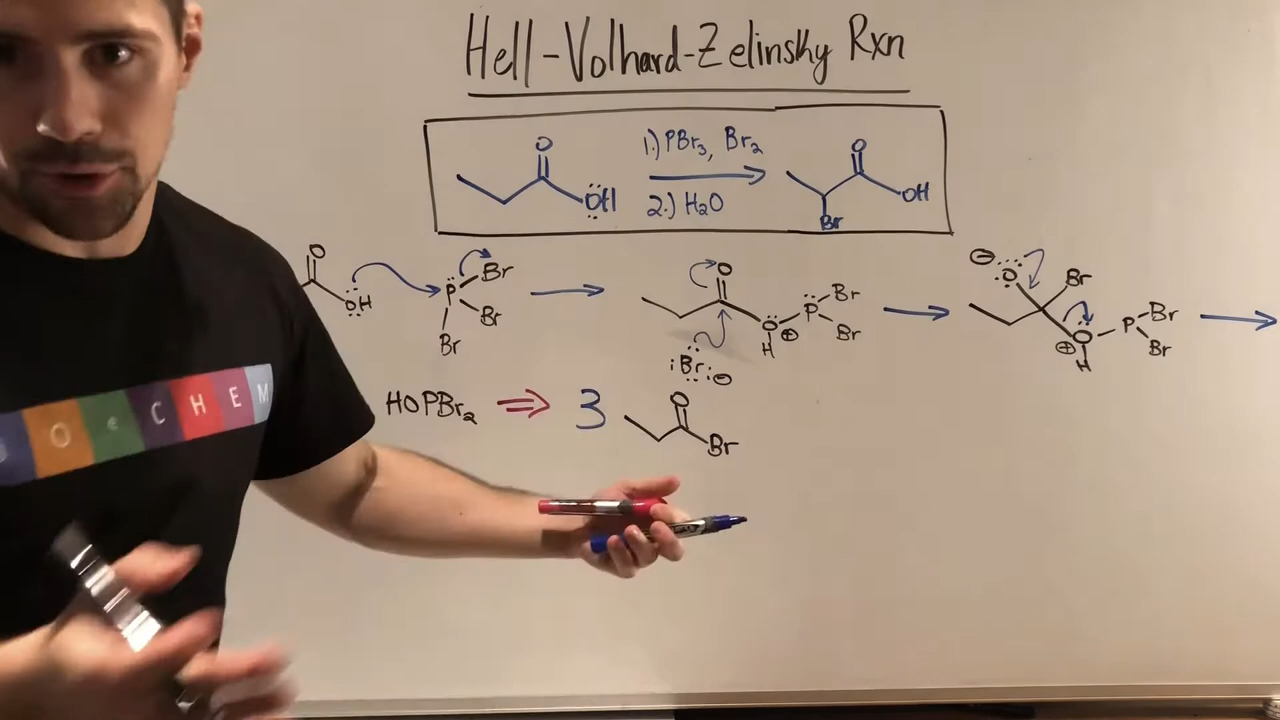 Hell-Volhard-Zelinsky Rxn
O
OH
1.) PBr₃, Br₂
2.) H₂O
O
OH
Br
O
OH
P
Br
Br
Br
O
O
⊕
H
P
Br
Br
Br
⊖
⊖
O
Br
O
⊕
H
P
Br
Br
HOPBr₂ ⇒ 3
O
Br
O e C H E M